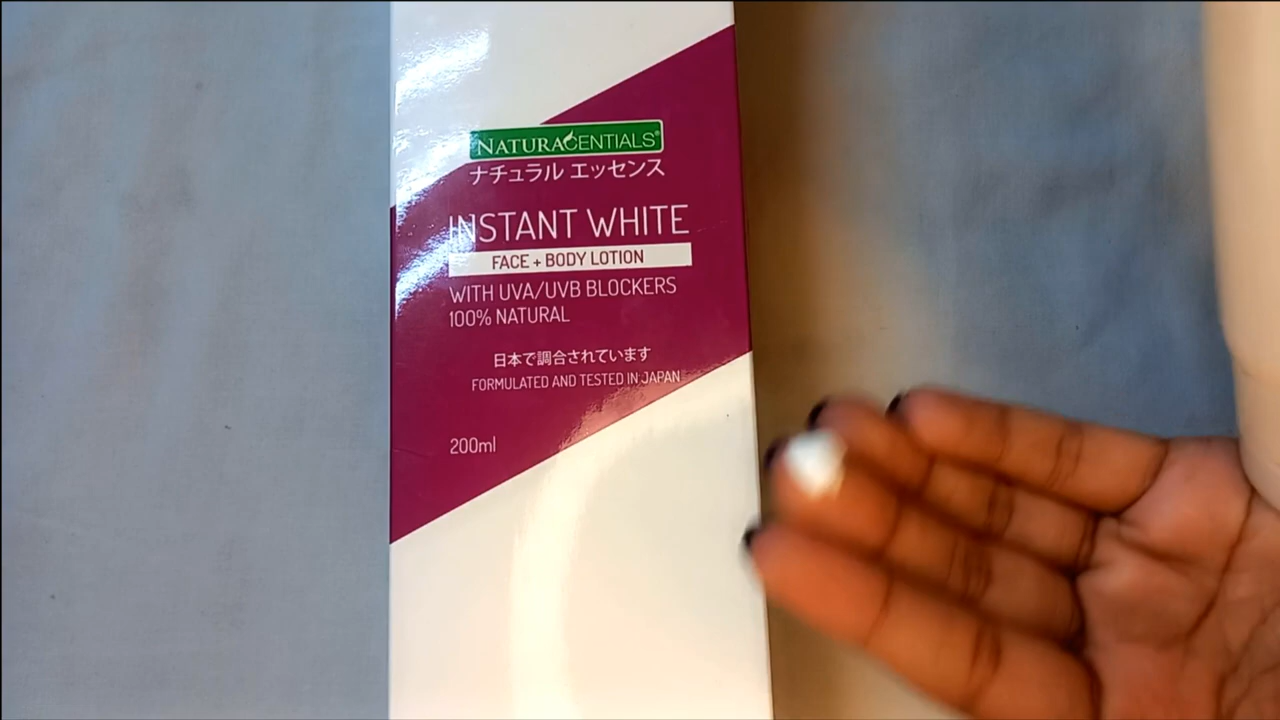 NATURACENTIALS®
ナチュラル エッセンス
INSTANT WHITE
FACE + BODY LOTION
WITH UVA/UVB BLOCKERS
100% NATURAL
日本で調合されています
FORMULATED AND TESTED IN JAPAN
200ml